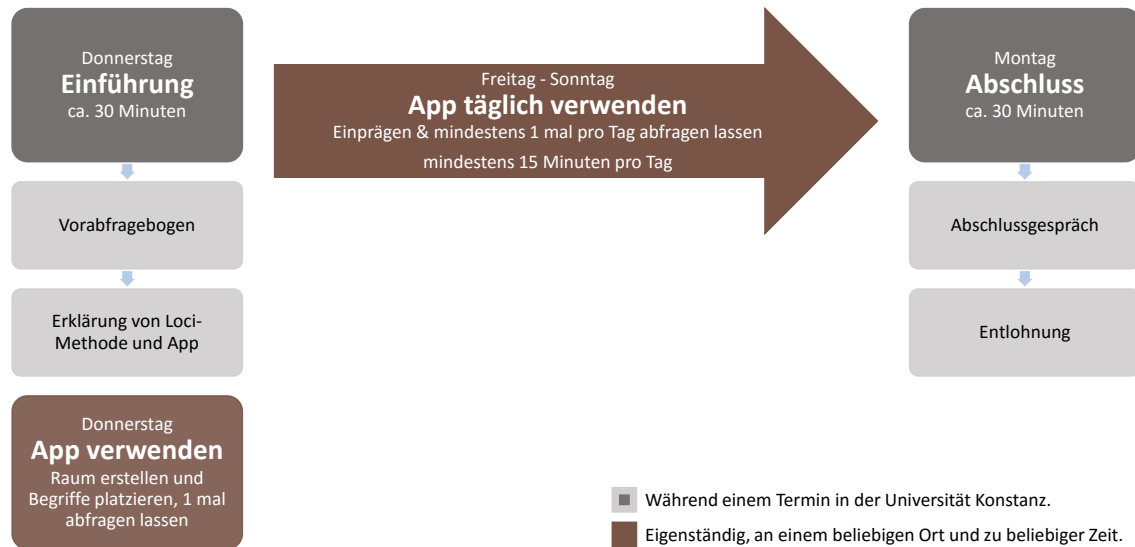 Donnerstag
Einführung
ca. 30 Minuten
Vorabfragebogen
Erklärung von Loci-
Methode und App
Donnerstag
App verwenden
Raum erstellen und
Begriffe platzieren, 1 mal
abfragen lassen
Freitag - Sonntag
App täglich verwenden
Einprägen & mindestens 1 mal pro Tag abfragen lassen
mindestens 15 Minuten pro Tag
Montag
Abschluss
ca. 30 Minuten
Abschlussgespräch
Entlohnung
Während einem Termin in der Universität Konstanz.
Eigenständig, an einem beliebigen Ort und zu beliebiger Zeit.